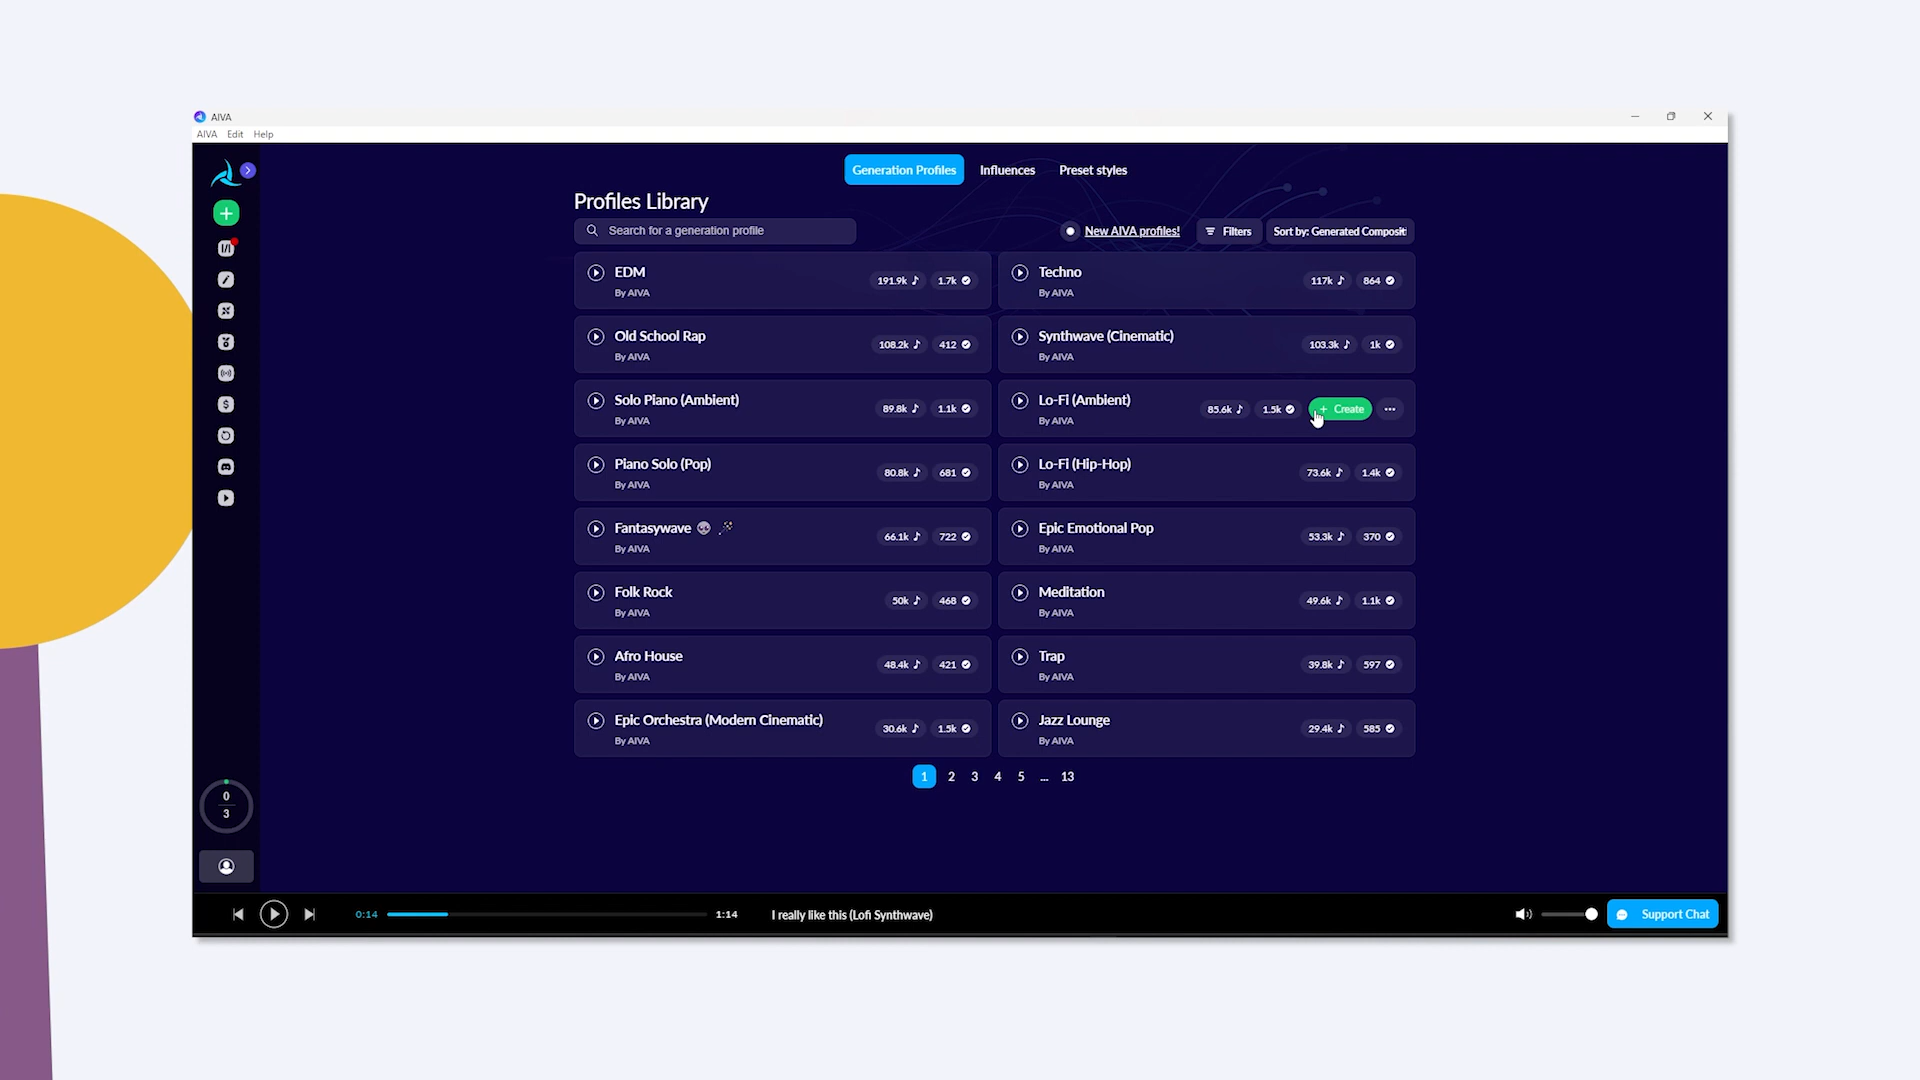 AIVA
AIVA Edit Help
Generation Profiles Influences Preset styles
Profiles Library
Search for a generation profile
New AIVA profiles! Filters Sort by: Generated Composit
EDM
By AIVA
191.9k 1.7k
Techno
By AIVA
117k 864
Old School Rap
By AIVA
108.2k 412
Synthwave (Cinematic)
By AIVA
103.3k 1k
Solo Piano (Ambient)
By AIVA
89.8k 1.1k
Lo-Fi (Ambient)
By AIVA
85.6k 1.5k + Create ...
Piano Solo (Pop)
By AIVA
80.8k 681
Lo-Fi (Hip-Hop)
By AIVA
73.6k 1.4k
Fantasywave
By AIVA
66.1k 722
Epic Emotional Pop
By AIVA
53.3k 370
Folk Rock
By AIVA
50k 468
Meditation
By AIVA
49.6k 1.1k
Afro House
By AIVA
48.4k 421
Trap
By AIVA
39.8k 597
Epic Orchestra (Modern Cinematic)
By AIVA
30.6k 1.5k
Jazz Lounge
By AIVA
29.4k 585
1 2 3 4 5 ... 13
0
3
0:14 1:14 I really like this (Lofi Synthwave) Support Chat